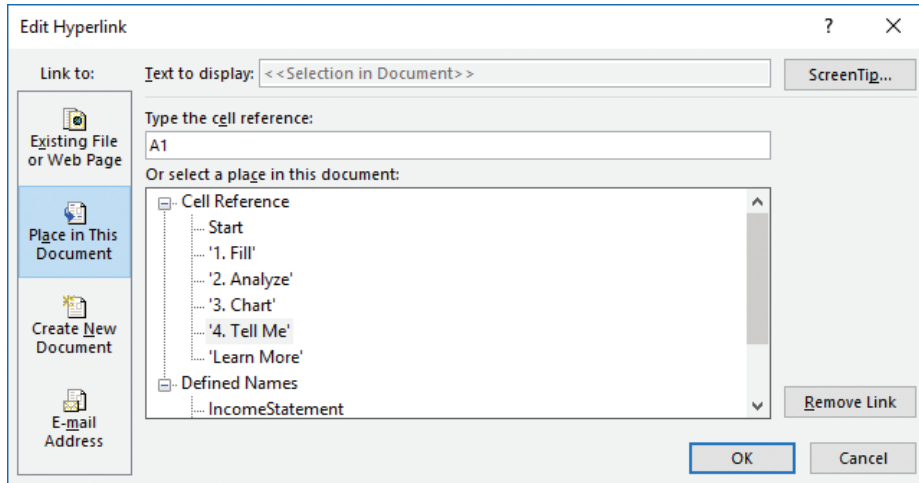 Edit Hyperlink
? X
Link to:
Text to display: <<Selection in Document>>
ScreenTip...
Existing File
or Web Page
Type the cell reference:
A1
Or select a place in this document:
Place in This
Document
Cell Reference
Start
'1. Fill'
'2. Analyze'
'3. Chart'
'4. Tell Me'
'Learn More'
Defined Names
IncomeStatement
Create New
Document
E-mail
Address
Remove Link
OK
Cancel